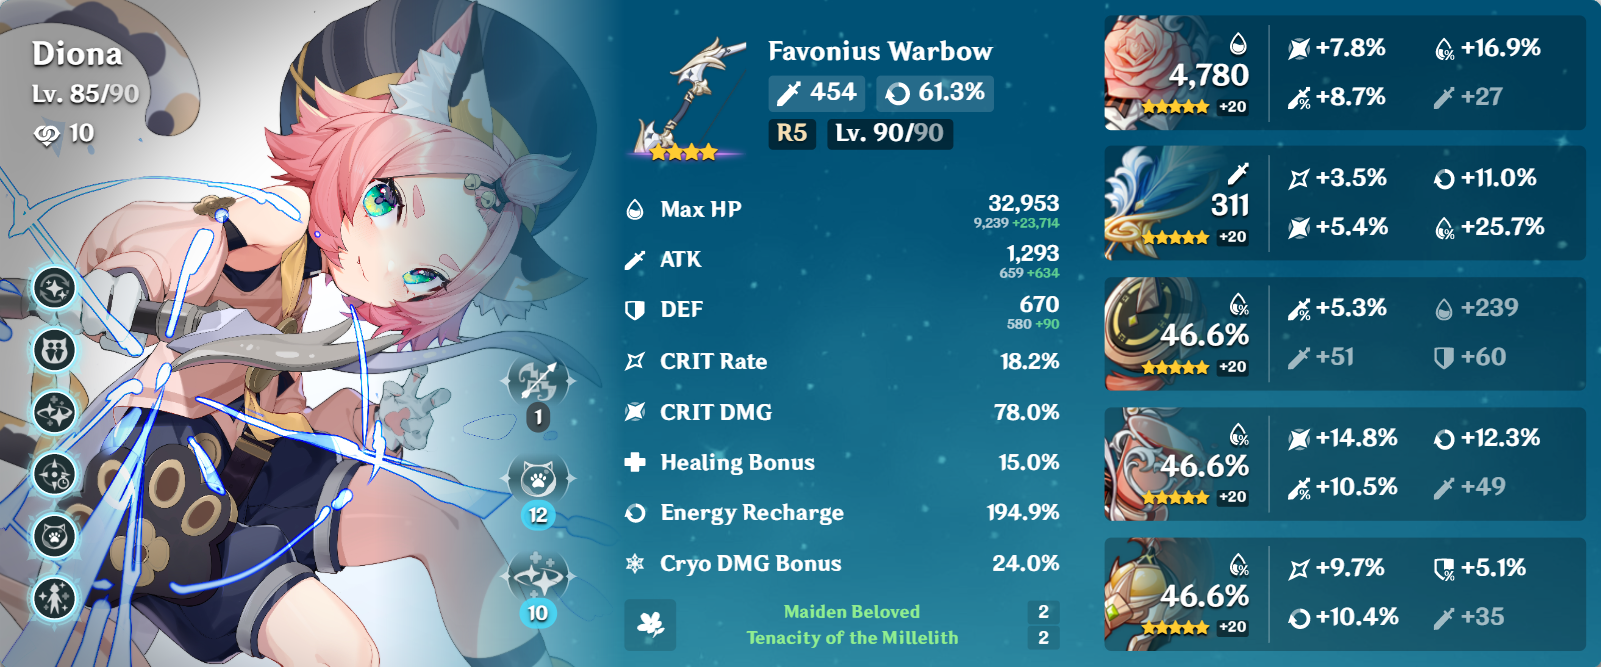 Diona
Lv. 85/90
10
1
12
10
Favonius Warbow
454 61.3%
R5 Lv. 90/90
Max HP 32,953
9,239 +23,714
ATK 1,293
659 +634
DEF 670
580 +90
CRIT Rate 18.2%
CRIT DMG 78.0%
Healing Bonus 15.0%
Energy Recharge 194.9%
Cryo DMG Bonus 24.0%
Maiden Beloved 2
Tenacity of the Millelith 2
4,780
+20
+7.8% +16.9%
+8.7% +27
311
+20
+3.5% +11.0%
+5.4% +25.7%
46.6%
+20
+5.3% +239
+51 +60
46.6%
+20
+14.8% +12.3%
+10.5% +49
46.6%
+20
+9.7% +5.1%
+10.4% +35